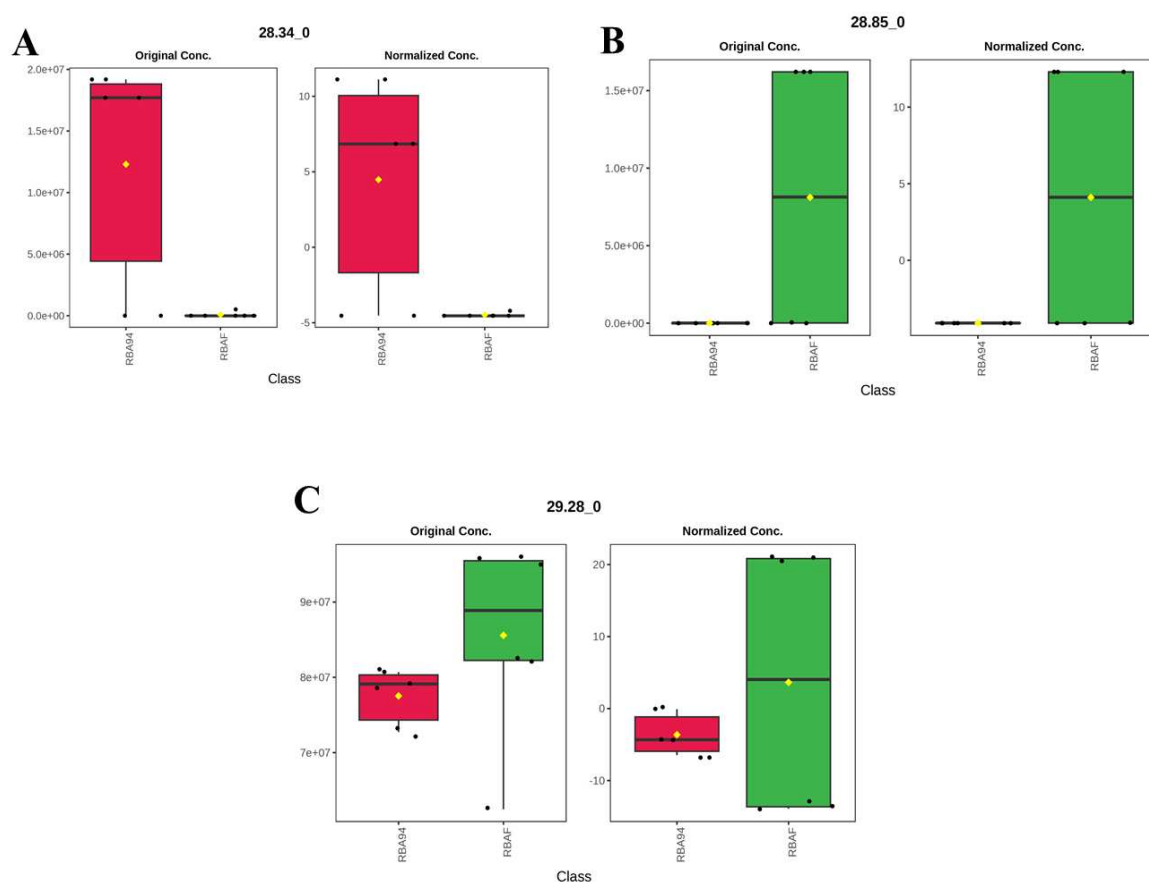 A
28.34_0
Original Conc.
Normalized Conc.
2.0e+07
1.5e+07
1.0e+07
5.0e+06
0.0e+00
10
5
0
-5
RBA94
RBAF
RBA94
RBAF
Class
B
28.85_0
Original Conc.
Normalized Conc.
1.5e+07
1.0e+07
5.0e+06
0.0e+00
10
5
0
RBA94
RBAF
RBA94
RBAF
Class
C
29.28_0
Original Conc.
Normalized Conc.
9e+07
8e+07
7e+07
20
10
0
-10
RBA94
RBAF
RBA94
RBAF
Class